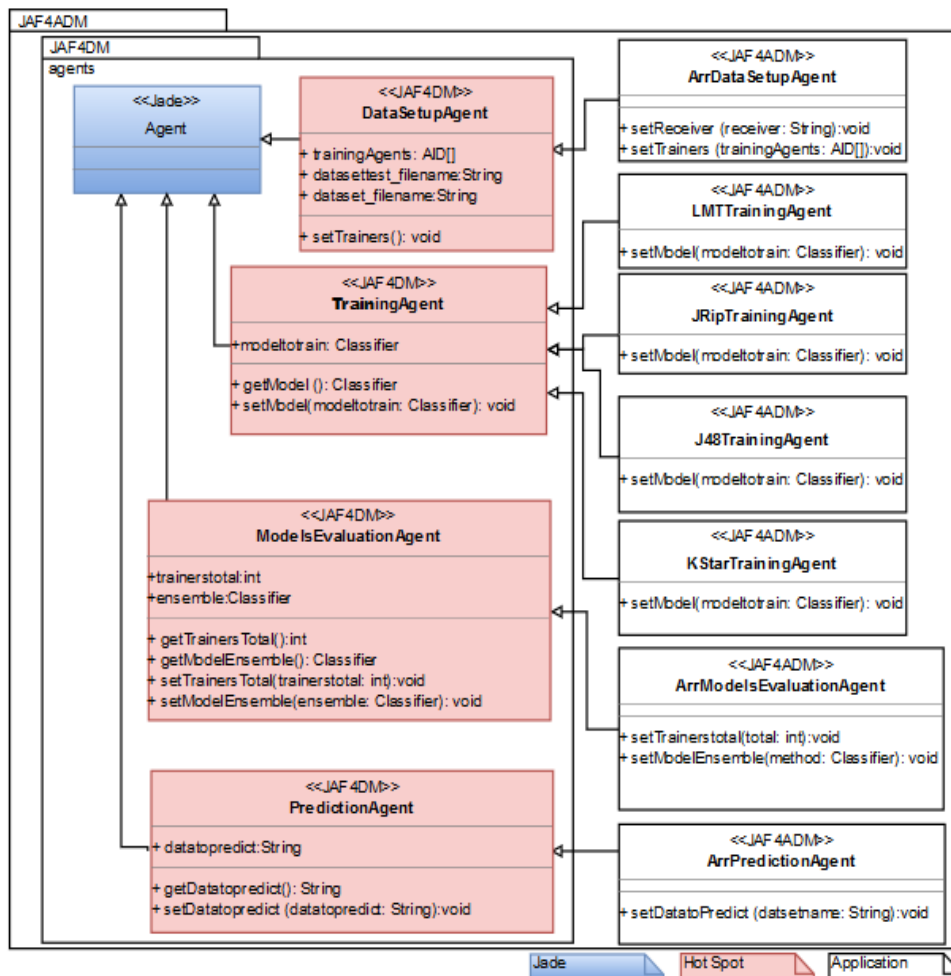 JAF4ADM
JAF4DM
agents
<<Jade>>
Agent
<<JAF4DM>>
DataSetupAgent
+ trainingAgents: AID[]
+ datasettest_filename:String
+ dataset_filename:String
+ setTrainers(): void
<<JAF4DM>>
TrainingAgent
+modeltotrain: Classifier
+ getModel (): Classifier
+ setModel(modeltotrain: Classifier): void
<<JAF4DM>>
ModelsEvaluationAgent
+trainerstotal:int
+ensemble:Classifier
+ getTrainersTotal():int
+ getModelEnsemble(): Classifier
+ setTrainersTotal(trainerstotal: int):void
+ setModelEnsemble(ensemble: Classifier): void
<<JAF4DM>>
PredictionAgent
+ datatopredict:String
+ getDatatopredict(): String
+ setDatatopredict (datatopredict: String):void
<<JAF4ADM>>
ArrDataSetupAgent
+ setReceiver (receiver: String):void
+ setTrainers (trainingAgents: AID[]):void
<<JAF4ADM>>
LMTTrainingAgent
+ setModel(modeltotrain: Classifier): void
<<JAF4ADM>>
JRipTrainingAgent
+ setModel(modeltotrain: Classifier): void
<<JAF4ADM>>
J48TrainingAgent
+ setModel(modeltotrain: Classifier): void
<<JAF4ADM>>
KStarTrainingAgent
+ setModel(modeltotrain: Classifier): void
<<JAF4ADM>>
ArrModelsEvaluationAgent
+ setTrainerstotal(total: int):void
+ setModelEnsemble(method: Classifier): void
<<JAF4ADM>>
ArrPredictionAgent
+ setDatatoPredict (datsetname: String):void
Jade
Hot Spot
Application